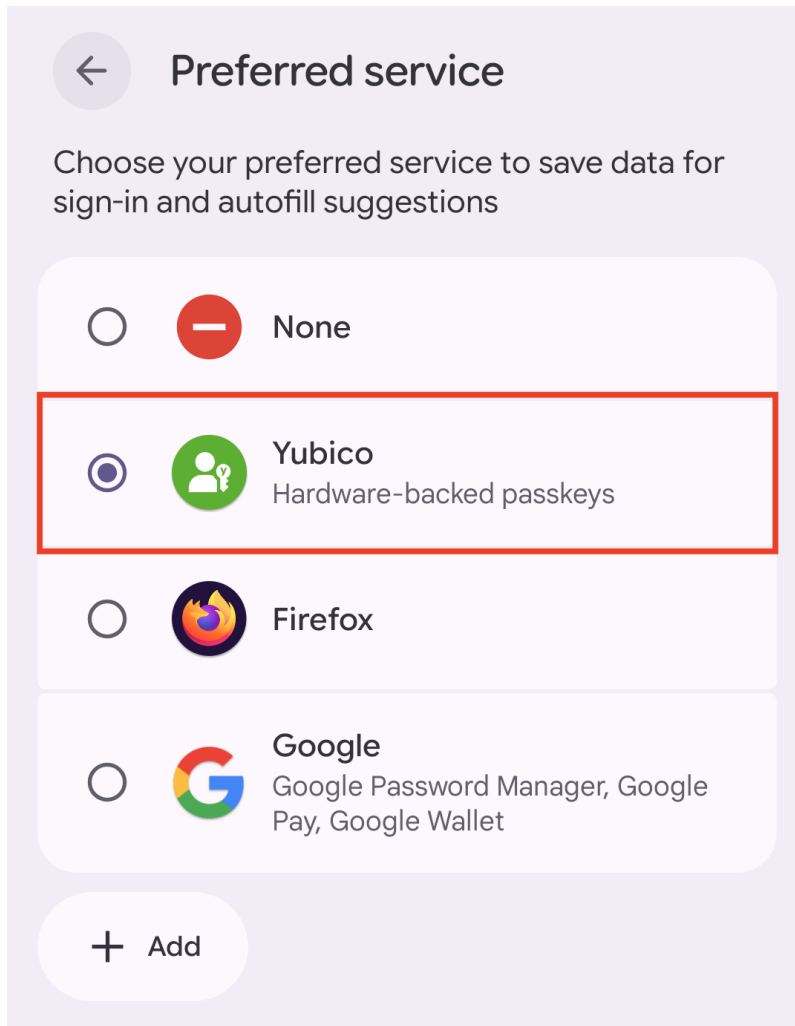 Preferred service
Choose your preferred service to save data for
sign-in and autofill suggestions
None
Yubico
Hardware-backed passkeys
Firefox
Google
Google Password Manager, Google
Pay, Google Wallet
Add